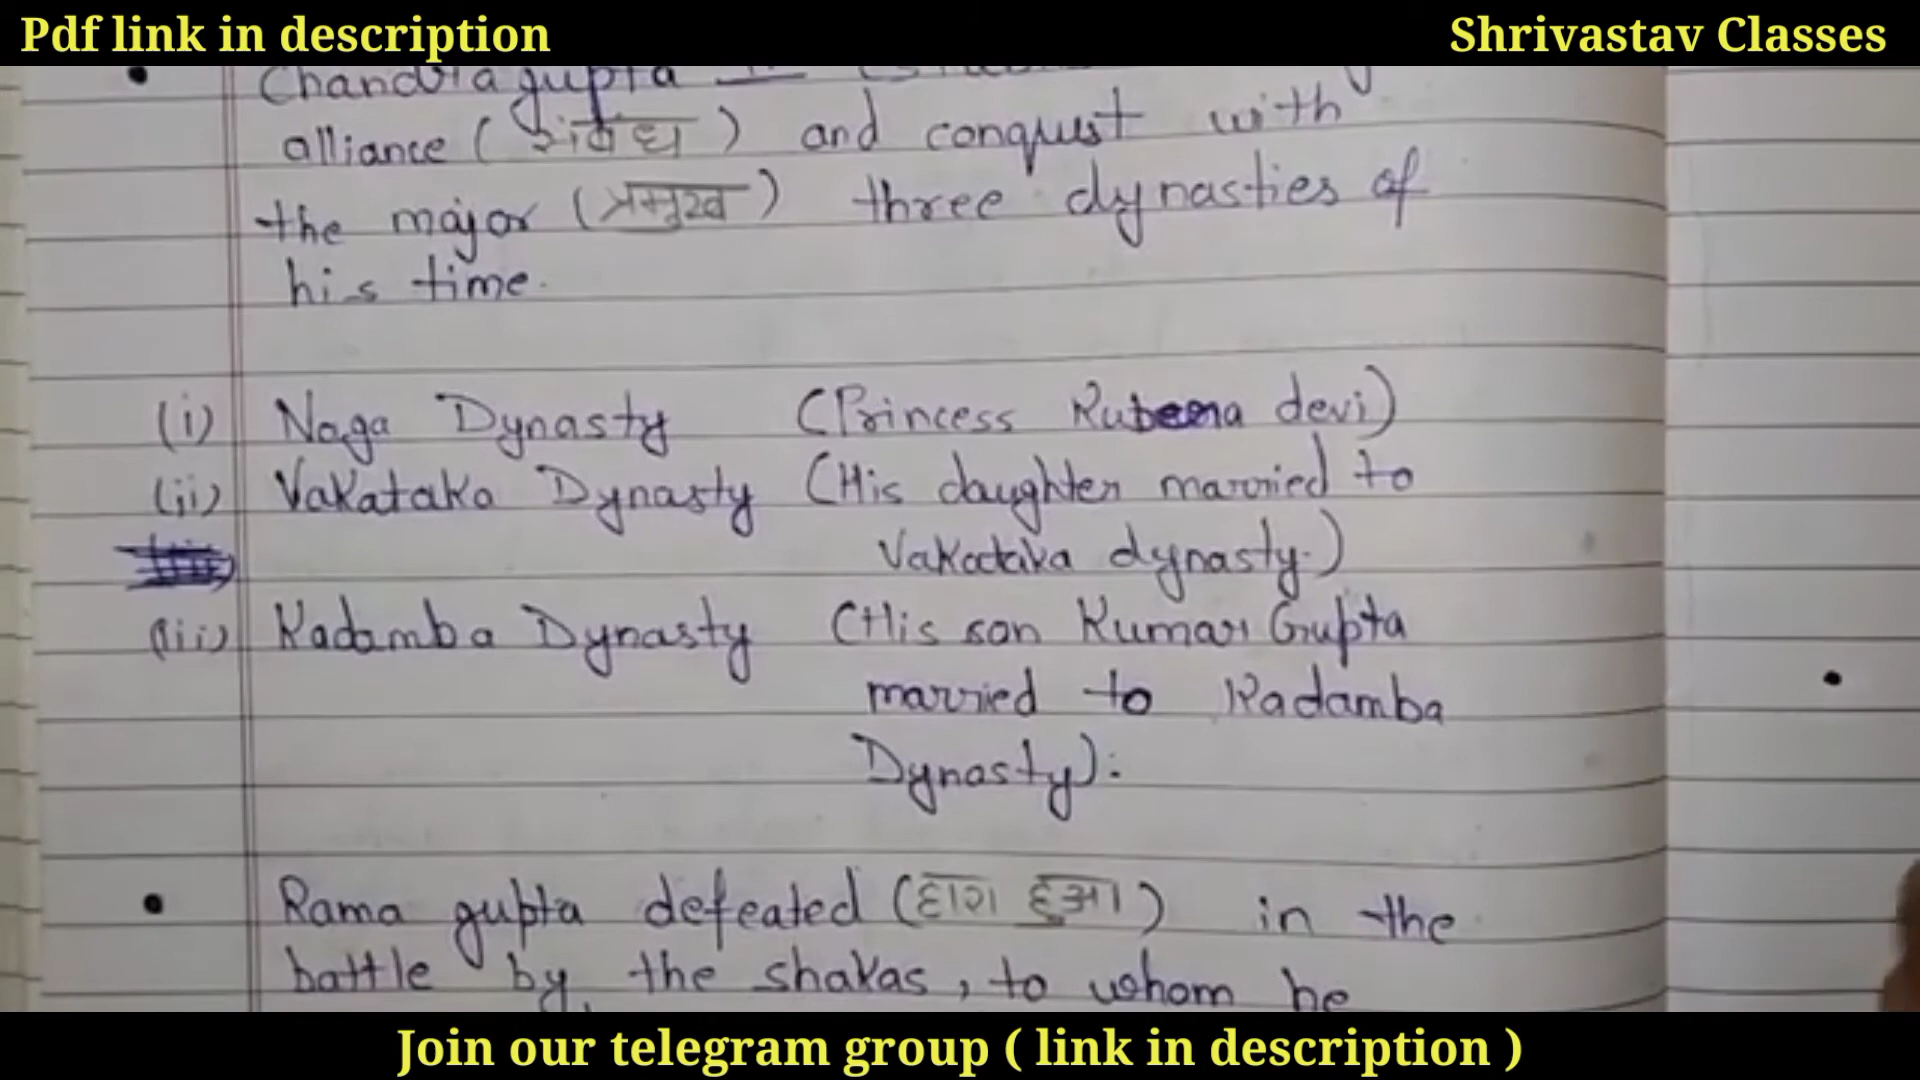 Pdf link in description
Shrivastav Classes
Chandragupta II
alliance ( संबंध ) and conquest with
the major (प्रमुख) three dynasties of
his time.
(i) Naga Dynasty (Princess devi)
(ii) Vakataka Dynasty (His daughter married to
Vakataka dynasty.)
(iii) Kadamba Dynasty (His son Kumar Gupta
married to Kadamba
Dynasty).
• Rama gupta defeated (हारा हुआ) in the
battle by the shakas, to whom he
Join our telegram group ( link in description )